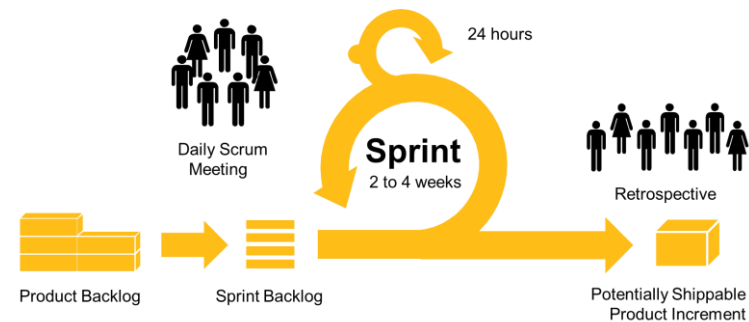 24 hours
Daily Scrum
Meeting
Sprint
2 to 4 weeks
Retrospective
Product Backlog
Sprint Backlog
Potentially Shippable
Product Increment